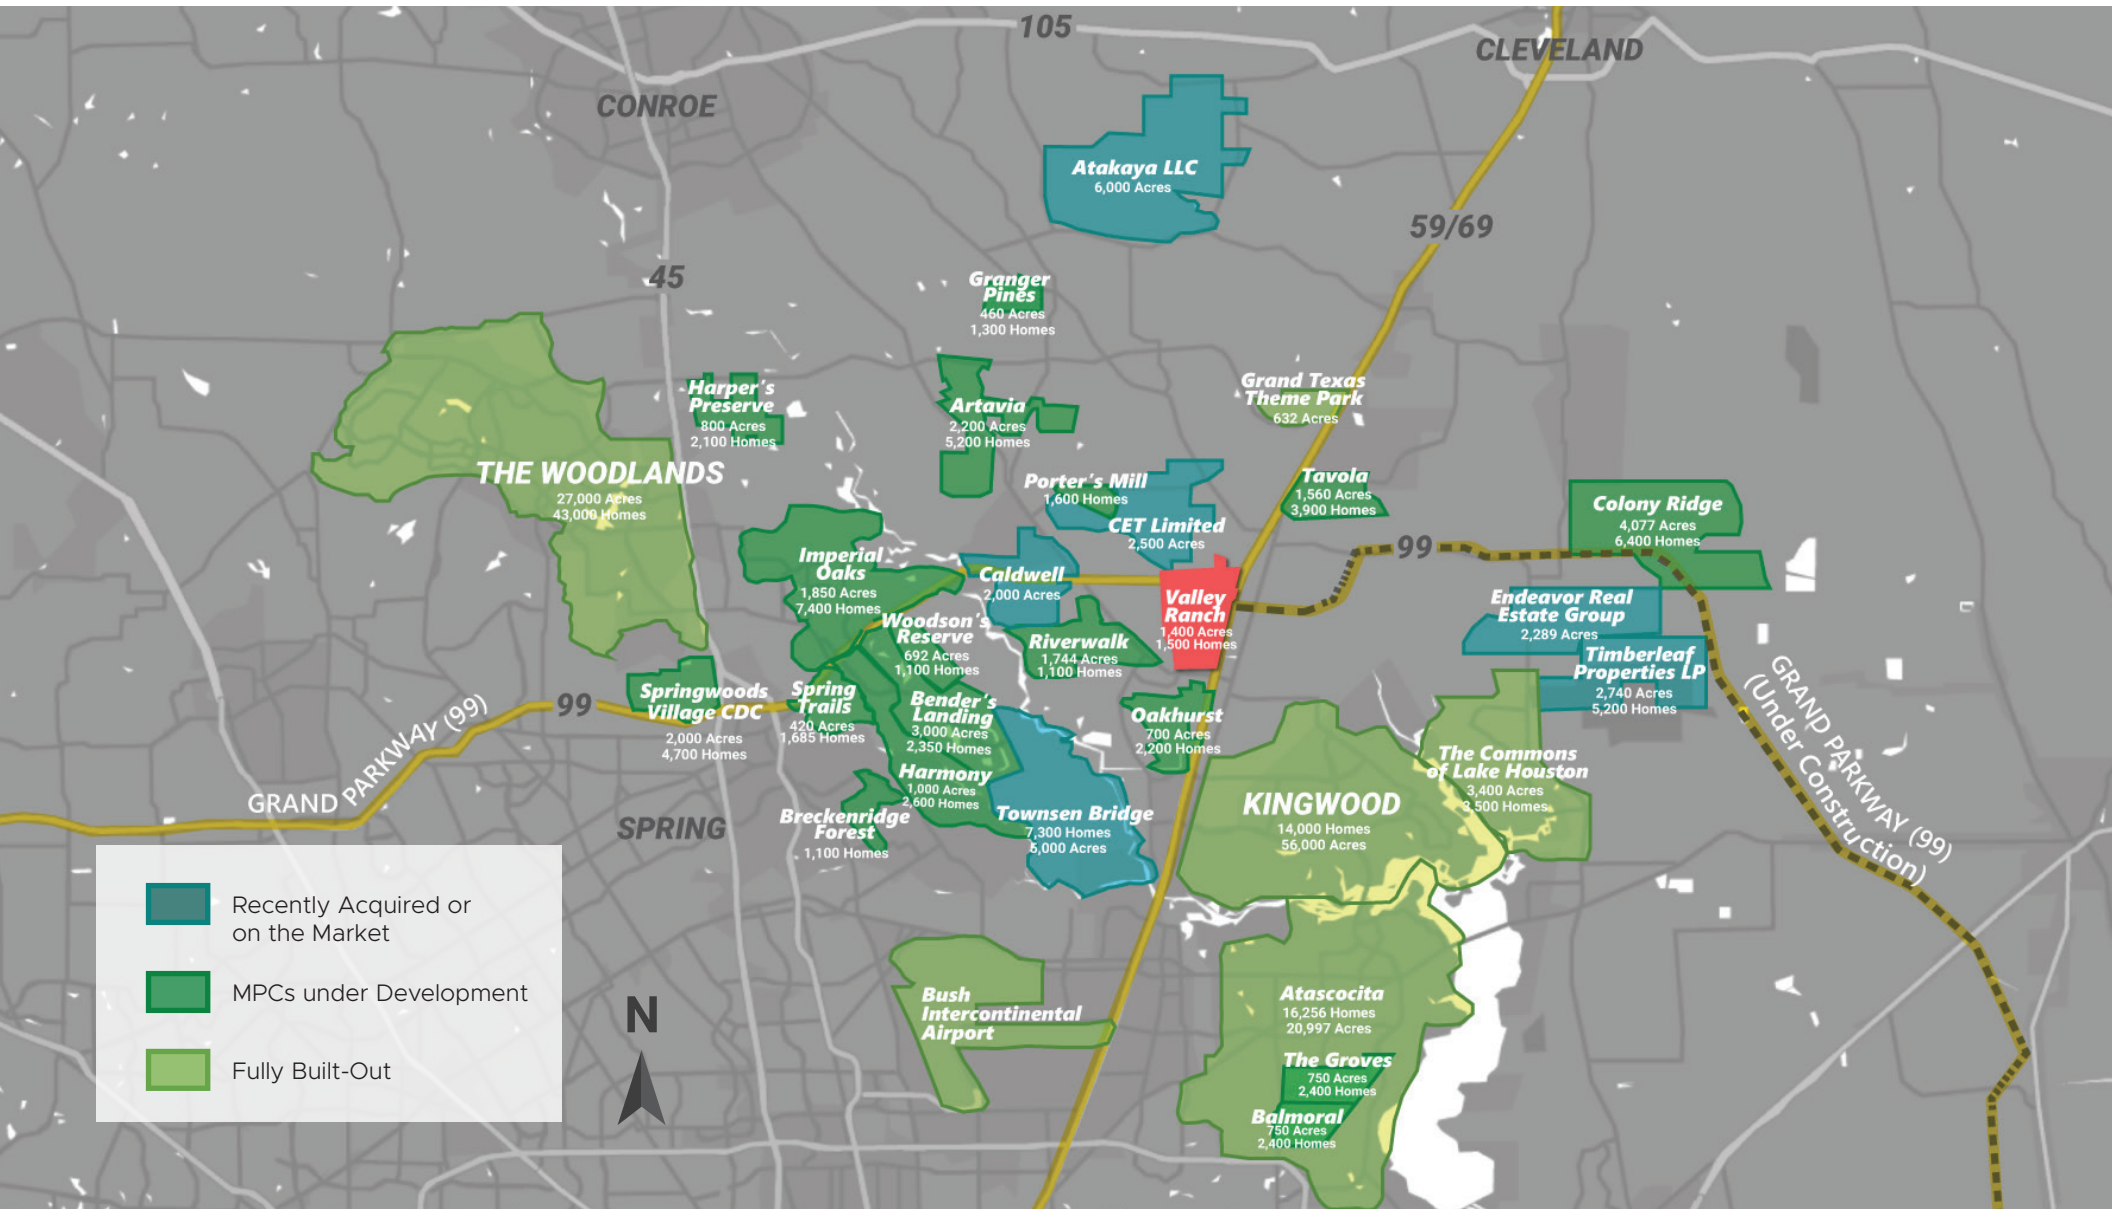 105
CLEVELAND
CONROE
Atakaya LLC
6,000 Acres
59/69
45
Granger
Pines
460 Acres
1,300 Homes
Harper's
Preserve
800 Acres
2,100 Homes
Artavia
2,200 Acres
5,200 Homes
Grand Texas
Theme Park
632 Acres
THE WOODLANDS
27,000 Acres
43,000 Homes
Porter's Mill
1,600 Homes
Tavola
1,560 Acres
3,900 Homes
CET Limited
2,500 Acres
Colony Ridge
4,077 Acres
6,400 Homes
99
Imperial
Oaks
1,850 Acres
7,400 Homes
Caldwell
2,000 Acres
Valley
Ranch
1,400 Acres
1,500 Homes
Endeavor Real
Estate Group
2,289 Acres
Woodson's
Reserve
692 Acres
1,100 Homes
Riverwalk
1,744 Acres
1,100 Homes
Timberleaf
Properties LP
2,740 Acres
5,200 Homes
Springwoods
Village CDC
2,000 Acres
4,700 Homes
99
Spring
Trails
420 Acres
1,685 Homes
Bender's
Landing
3,000 Acres
2,350 Homes
Oakhurst
700 Acres
2,200 Homes
GRAND PARKWAY (99)
GRAND PARKWAY (99)
(Under Construction)
Harmony
1,000 Acres
2,600 Homes
The Commons
of Lake Houston
3,400 Acres
3,500 Homes
KINGWOOD
14,000 Homes
56,000 Acres
Breckenridge
Forest
1,100 Homes
Townsen Bridge
7,300 Homes
6,000 Acres
SPRING
Recently Acquired or
on the Market
MPCs under Development
Fully Built-Out
N
Bush
Intercontinental
Airport
Atascocita
16,256 Homes
20,997 Acres
The Groves
750 Acres
2,400 Homes
Balmoral
750 Acres
2,400 Homes